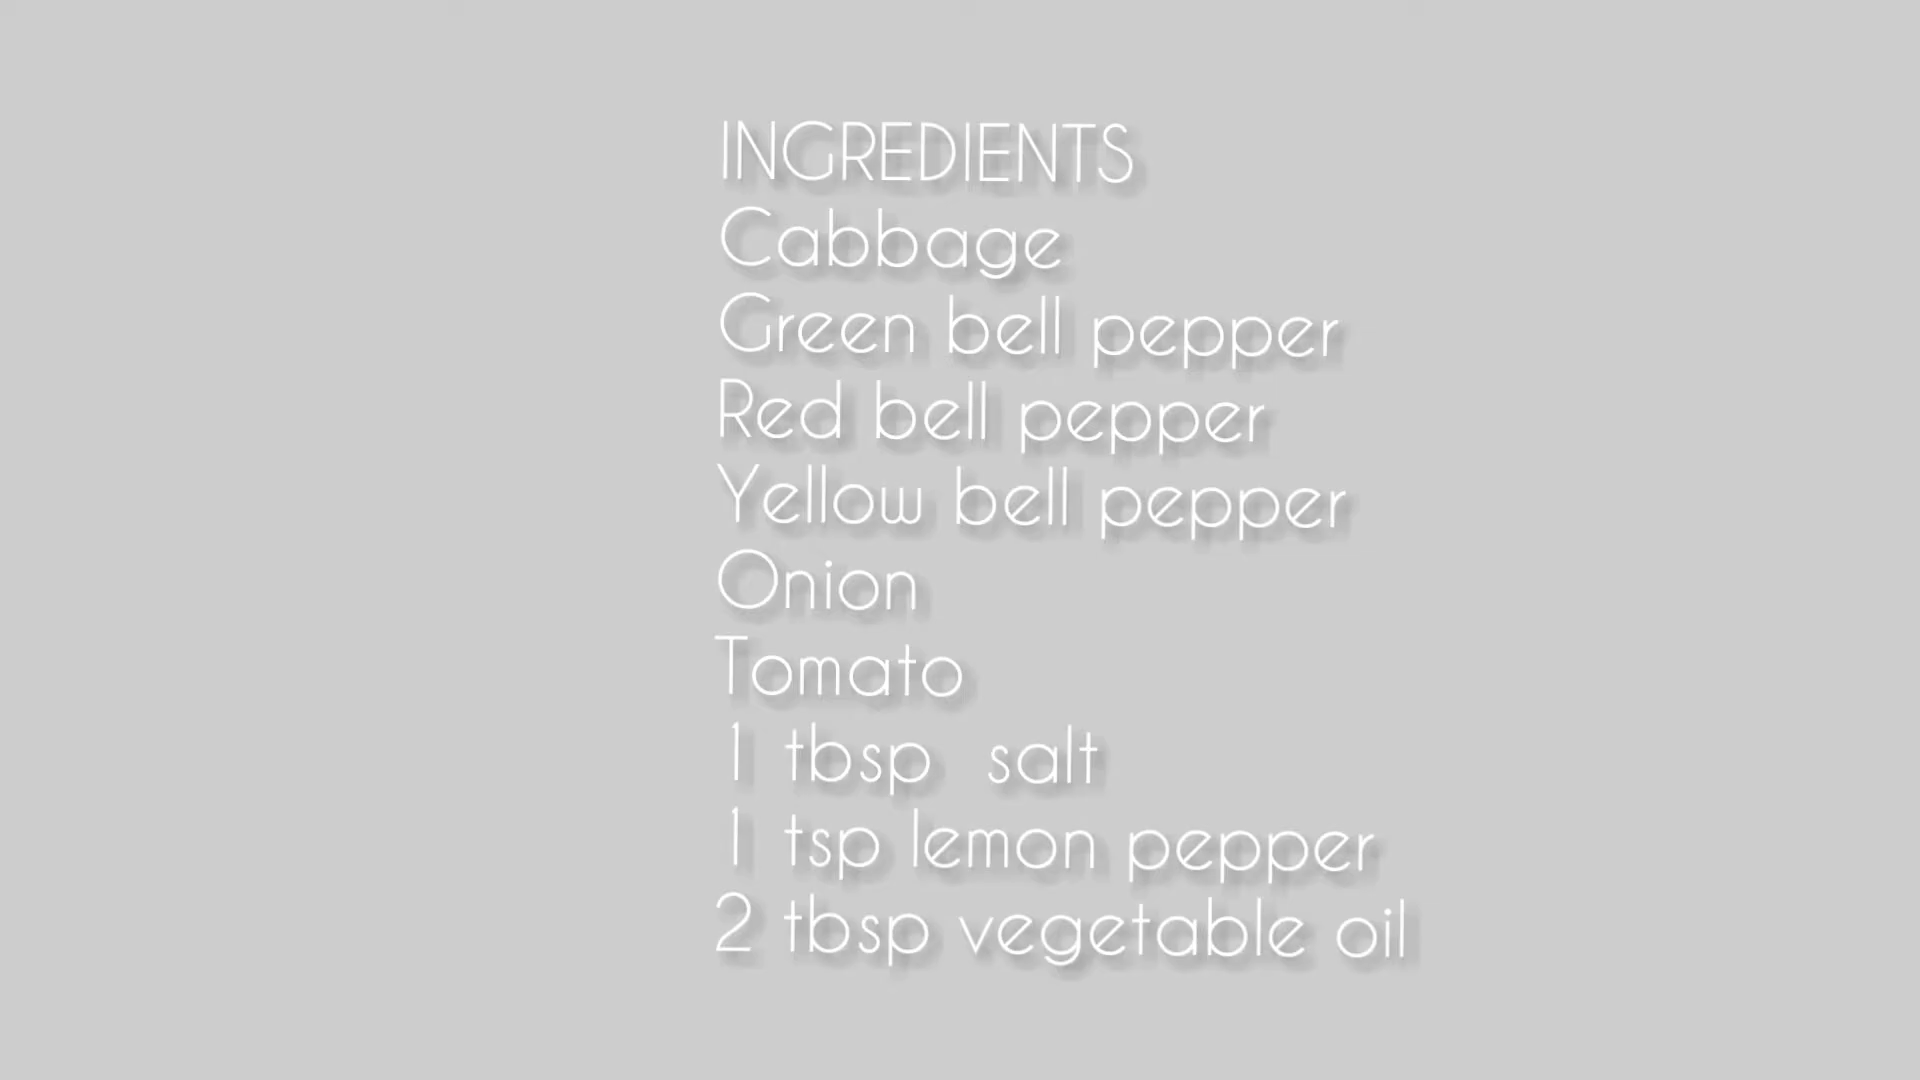 INGREDIENTS
Cabbage
Green bell pepper
Red bell pepper
Yellow bell pepper
Onion
Tomato
1 tbsp salt
1 tsp lemon pepper
2 tbsp vegetable oil